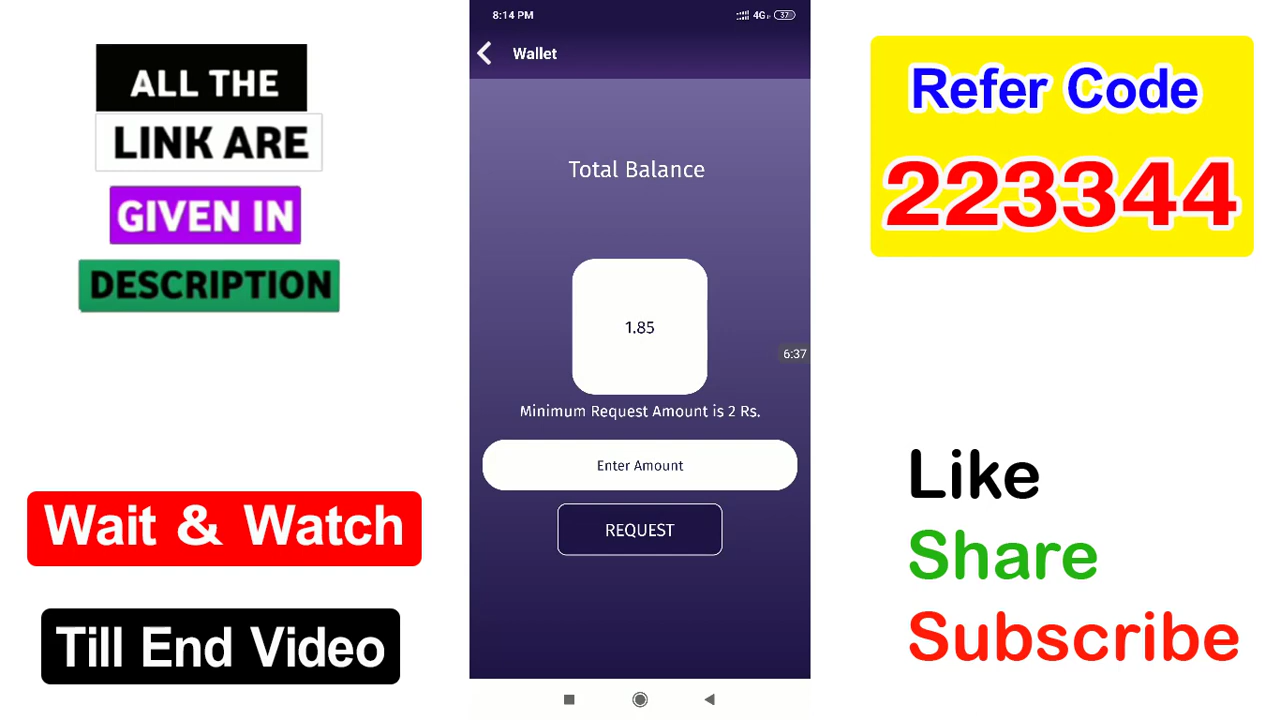 ALL THE
LINK ARE
GIVEN IN
DESCRIPTION
Wait & Watch
Till End Video
8:14 PM
4G
37
Wallet
Total Balance
1.85
6:37
Minimum Request Amount is 2 Rs.
Enter Amount
REQUEST
Refer Code
223344
Like
Share
Subscribe